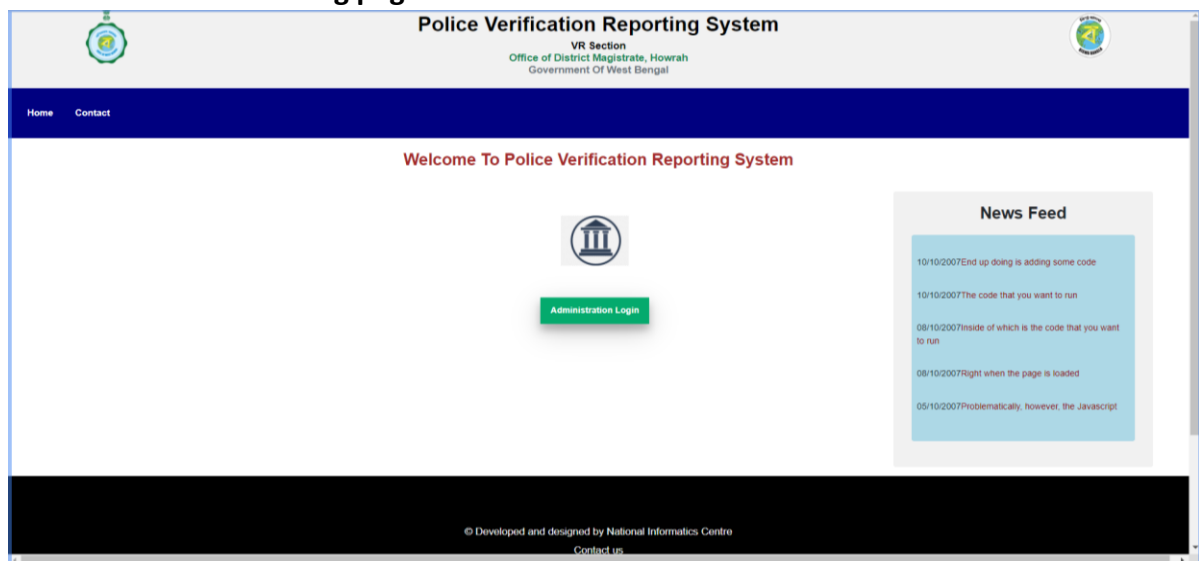 Police Verification Reporting System
VR Section
Office of District Magistrate, Howrah
Government Of West Bengal
Home Contact
Welcome To Police Verification Reporting System
News Feed
10/10/2007End up doing is adding some code
10/10/2007The code that you want to run
Administration Login
08/10/2007Inside of which is the code that you want
to run
08/10/2007Right when the page is loaded
05/10/2007Problematically, however, the Javascript
© Developed and designed by National Informatics Centre
Contact us